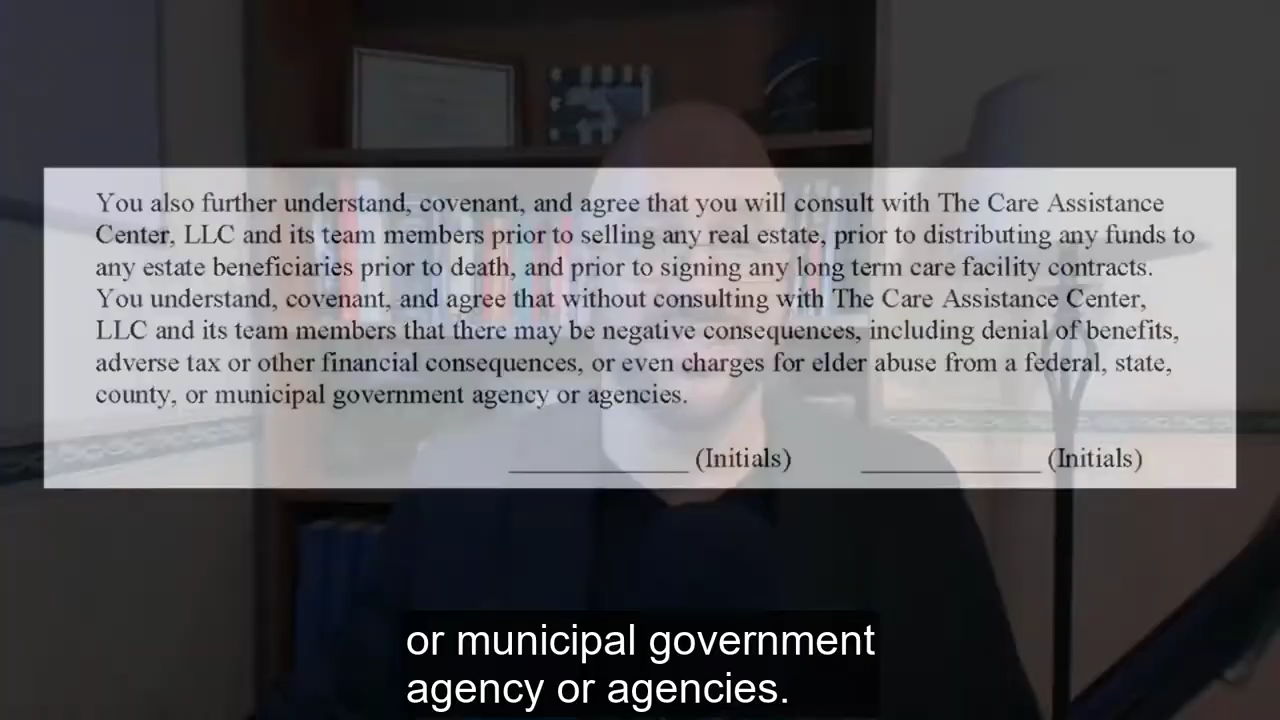 You also further understand, covenant, and agree that you will consult with The Care Assistance
Center, LLC and its team members prior to selling any real estate, prior to distributing any funds to
any estate beneficiaries prior to death, and prior to signing any long term care facility contracts.
You understand, covenant, and agree that without consulting with The Care Assistance Center,
LLC and its team members that there may be negative consequences, including denial of benefits,
adverse tax or other financial consequences, or even charges for elder abuse from a federal, state,
county, or municipal government agency or agencies.
(Initials) (Initials)
or municipal government
agency or agencies.